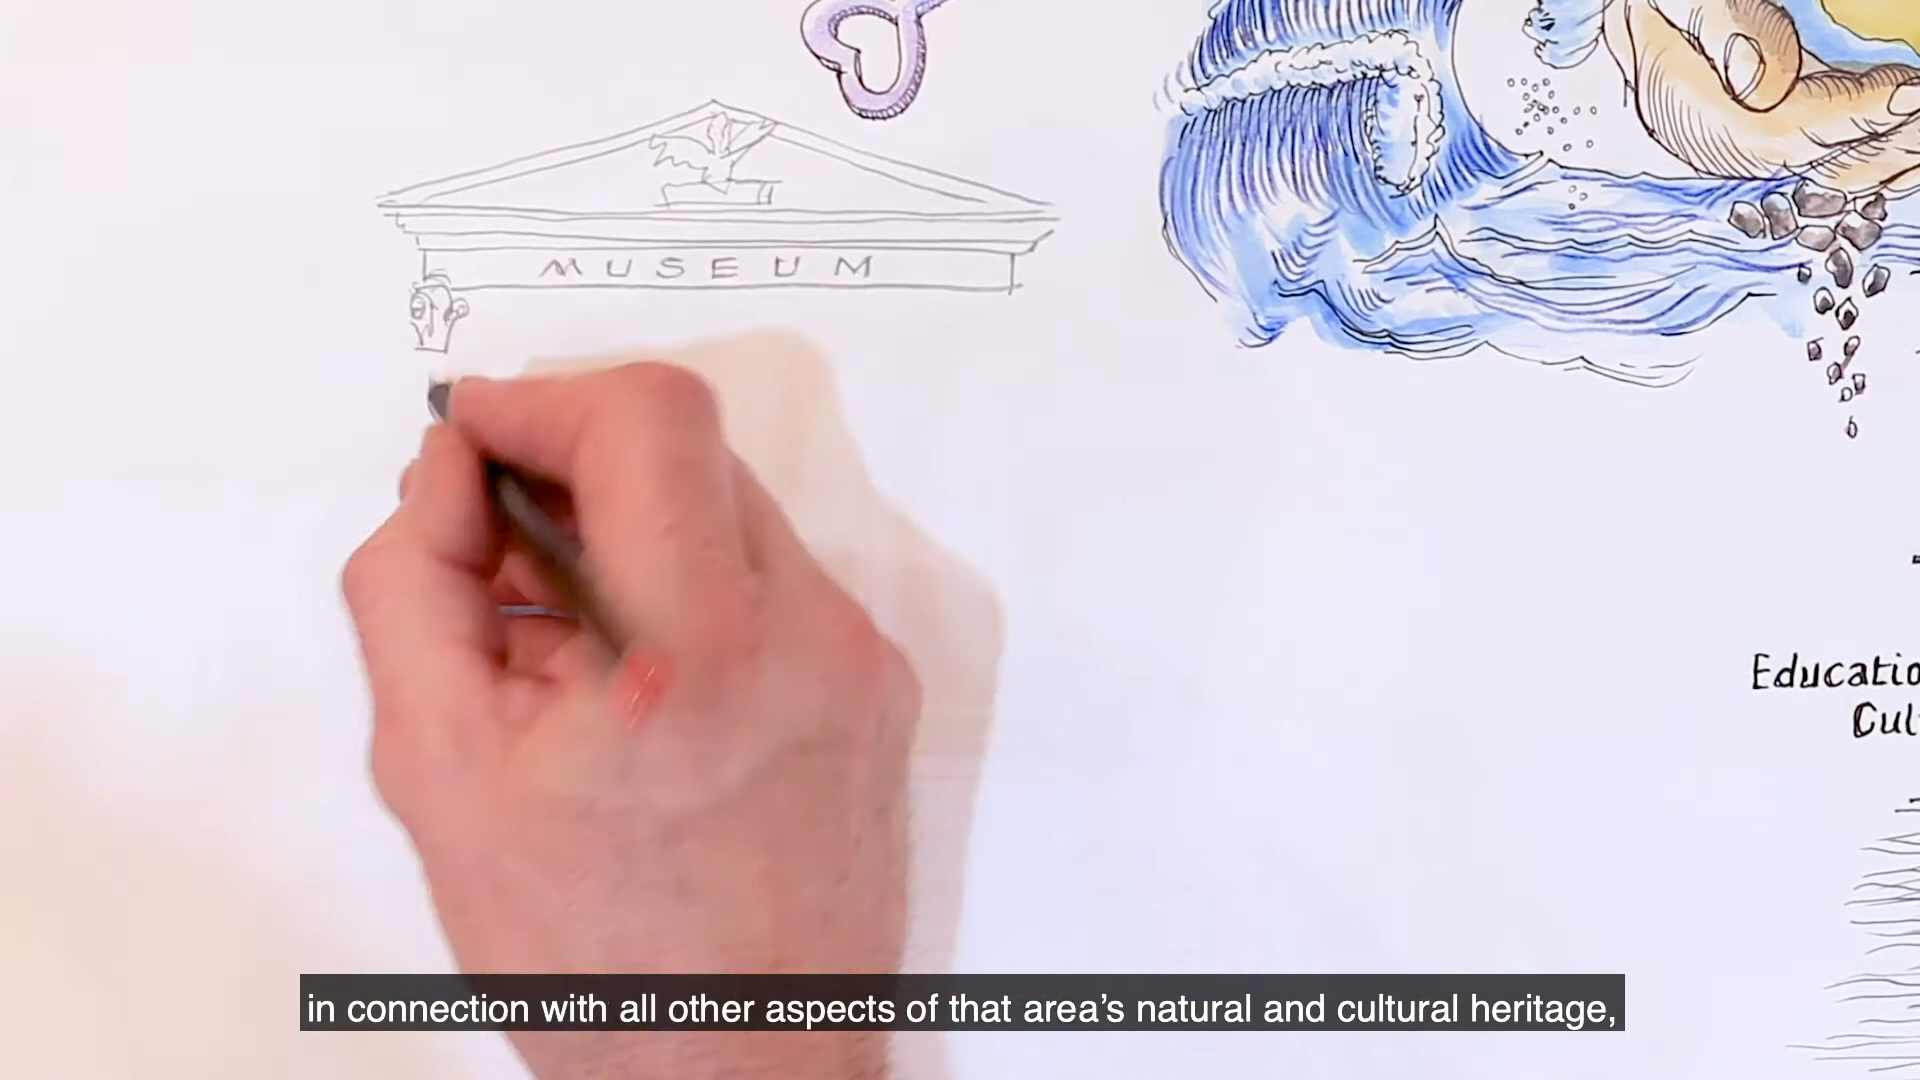 MUSEUM
Educatio
Cul
in connection with all other aspects of that area's natural and cultural heritage,